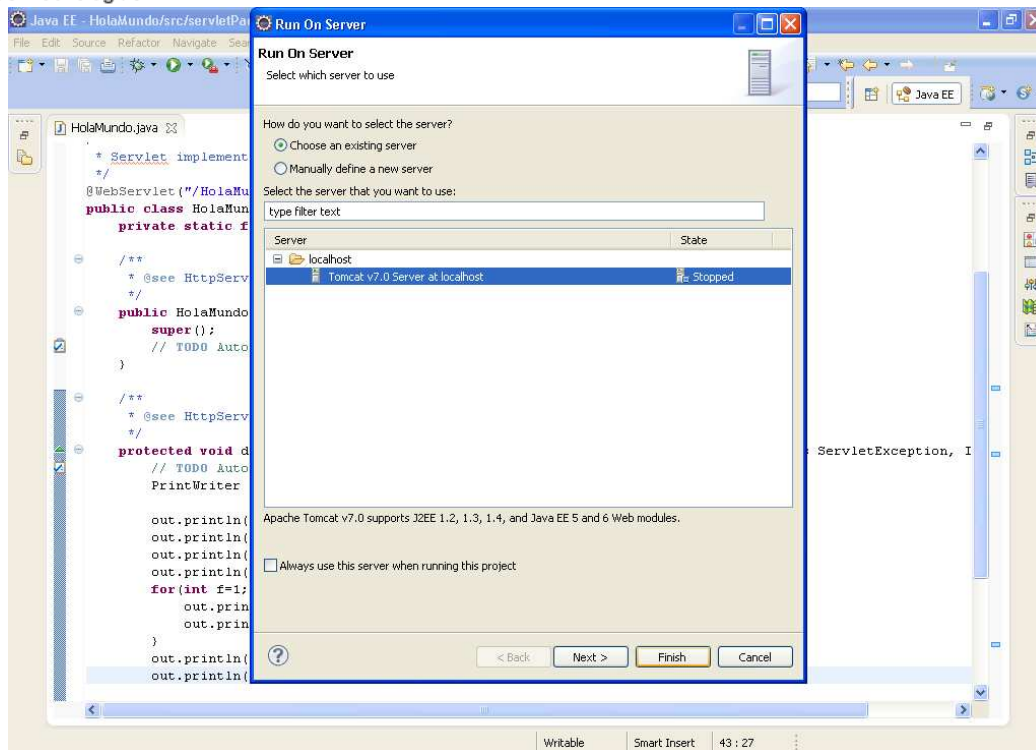 Java EE - HolaMundo/src/servletPa
Run On Server
File Edit Source Refactor Navigate Sea
Run On Server
Select which server to use
Java EE
HolaMundo.java
How do you want to select the server?
Choose an existing server
Manually define a new server
Select the server that you want to use:
type filter text
Server State
localhost
Tomcat v7.0 Server at localhost Stopped
Apache Tomcat v7.0 supports J2EE 1.2, 1.3, 1.4, and Java EE 5 and 6 Web modules.
Always use this server when running this project
? < Back Next > Finish Cancel
* Servlet implement
*/
@WebServlet("/HolaMu
public class HolaMun
private static f
/**
* @see HttpServ
*/
public HolaMundo
super();
// TODO Auto
}
/**
* @see HttpServ
*/
protected void d ServletException, I
// TODO Auto
PrintWriter
out.println(
out.println(
out.println(
out.println(
for(int f=1;
out.prin
out.prin
}
out.println(
out.println(
Writable Smart Insert 43 : 27